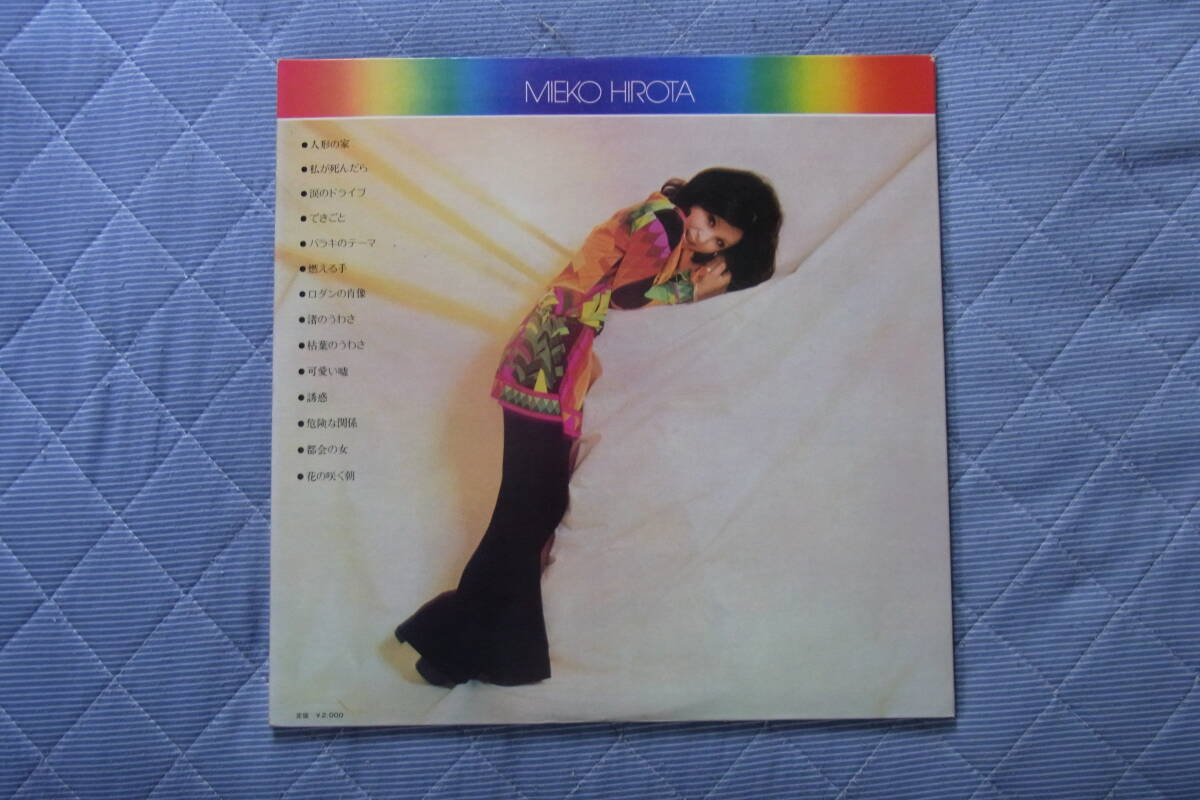 MIEKO HIROTA
●人形の家
●私が死んだら
●涙のドライブ
●できごと
●バラキのテーマ
●燃える手
●ロダンの肖像
●渚のうわさ
●枯葉のうわさ
●可愛い嘘
●誘惑
●危険な関係
●都会の女
●花の咲く朝
定価 ¥2,000